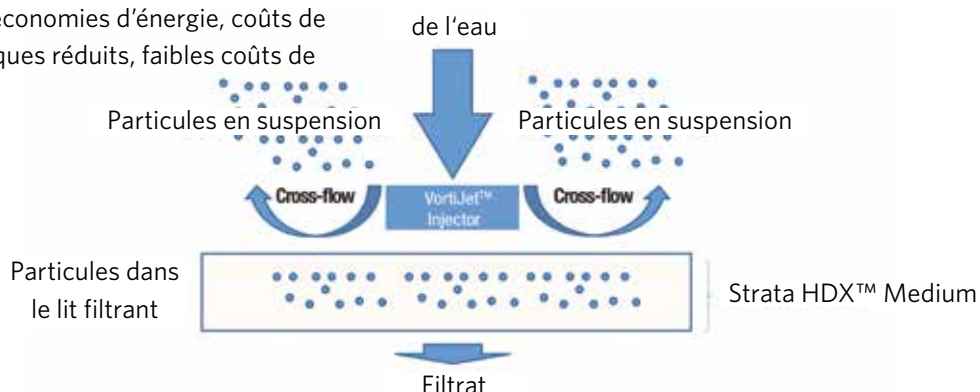 économies d'énergie, coûts de
ques réduits, faibles coûts de
de l'eau
Particules en suspension
Particules en suspension
Cross-flow
VortiJet™
Injector
Cross-flow
Particules dans
le lit filtrant
Strata HDX™ Medium
Filtrat